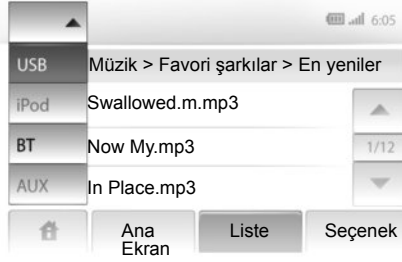 6:05
USB
Müzik > Favori şarkılar > En yeniler
iPod
Swallowed.m.mp3
BT
Now My.mp3
1/12
AUX
In Place.mp3
Ana
Ekran
Liste
Seçenek